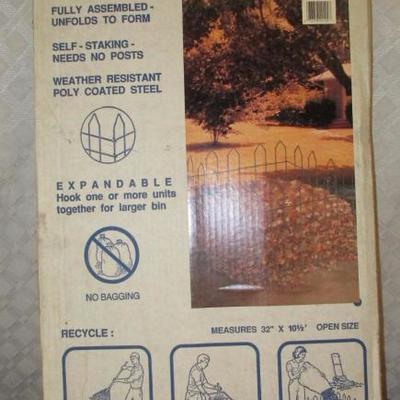 FULLY ASSEMBLED -
UNFOLDS TO FORM
SELF - STAKING -
NEEDS NO POSTS
WEATHER RESISTANT
POLY COATED STEEL
EXPANDABLE
Hook one or more units
together for larger bin
NO BAGGING
RECYCLE :
MEASURES 32" X 10½' OPEN SIZE